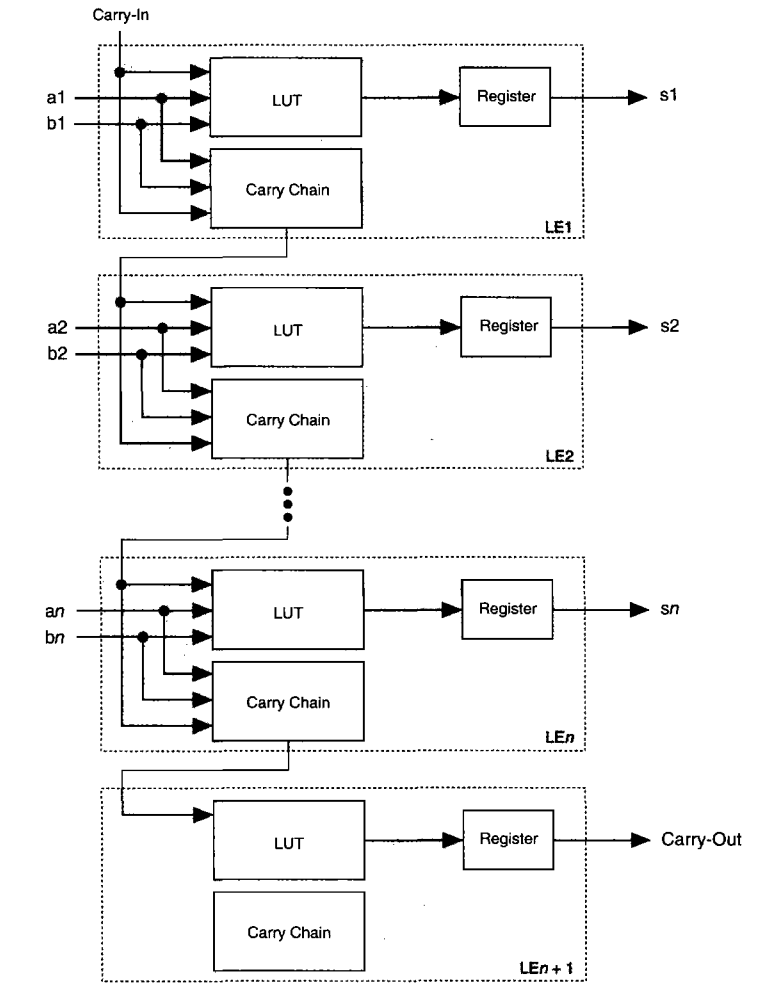 Carry-In
a1
b1
LUT
Register
s1
Carry Chain
LE1
a2
b2
LUT
Register
s2
Carry Chain
LE2
an
bn
LUT
Register
sn
Carry Chain
LEn
LUT
Register
Carry-Out
Carry Chain
LEn + 1